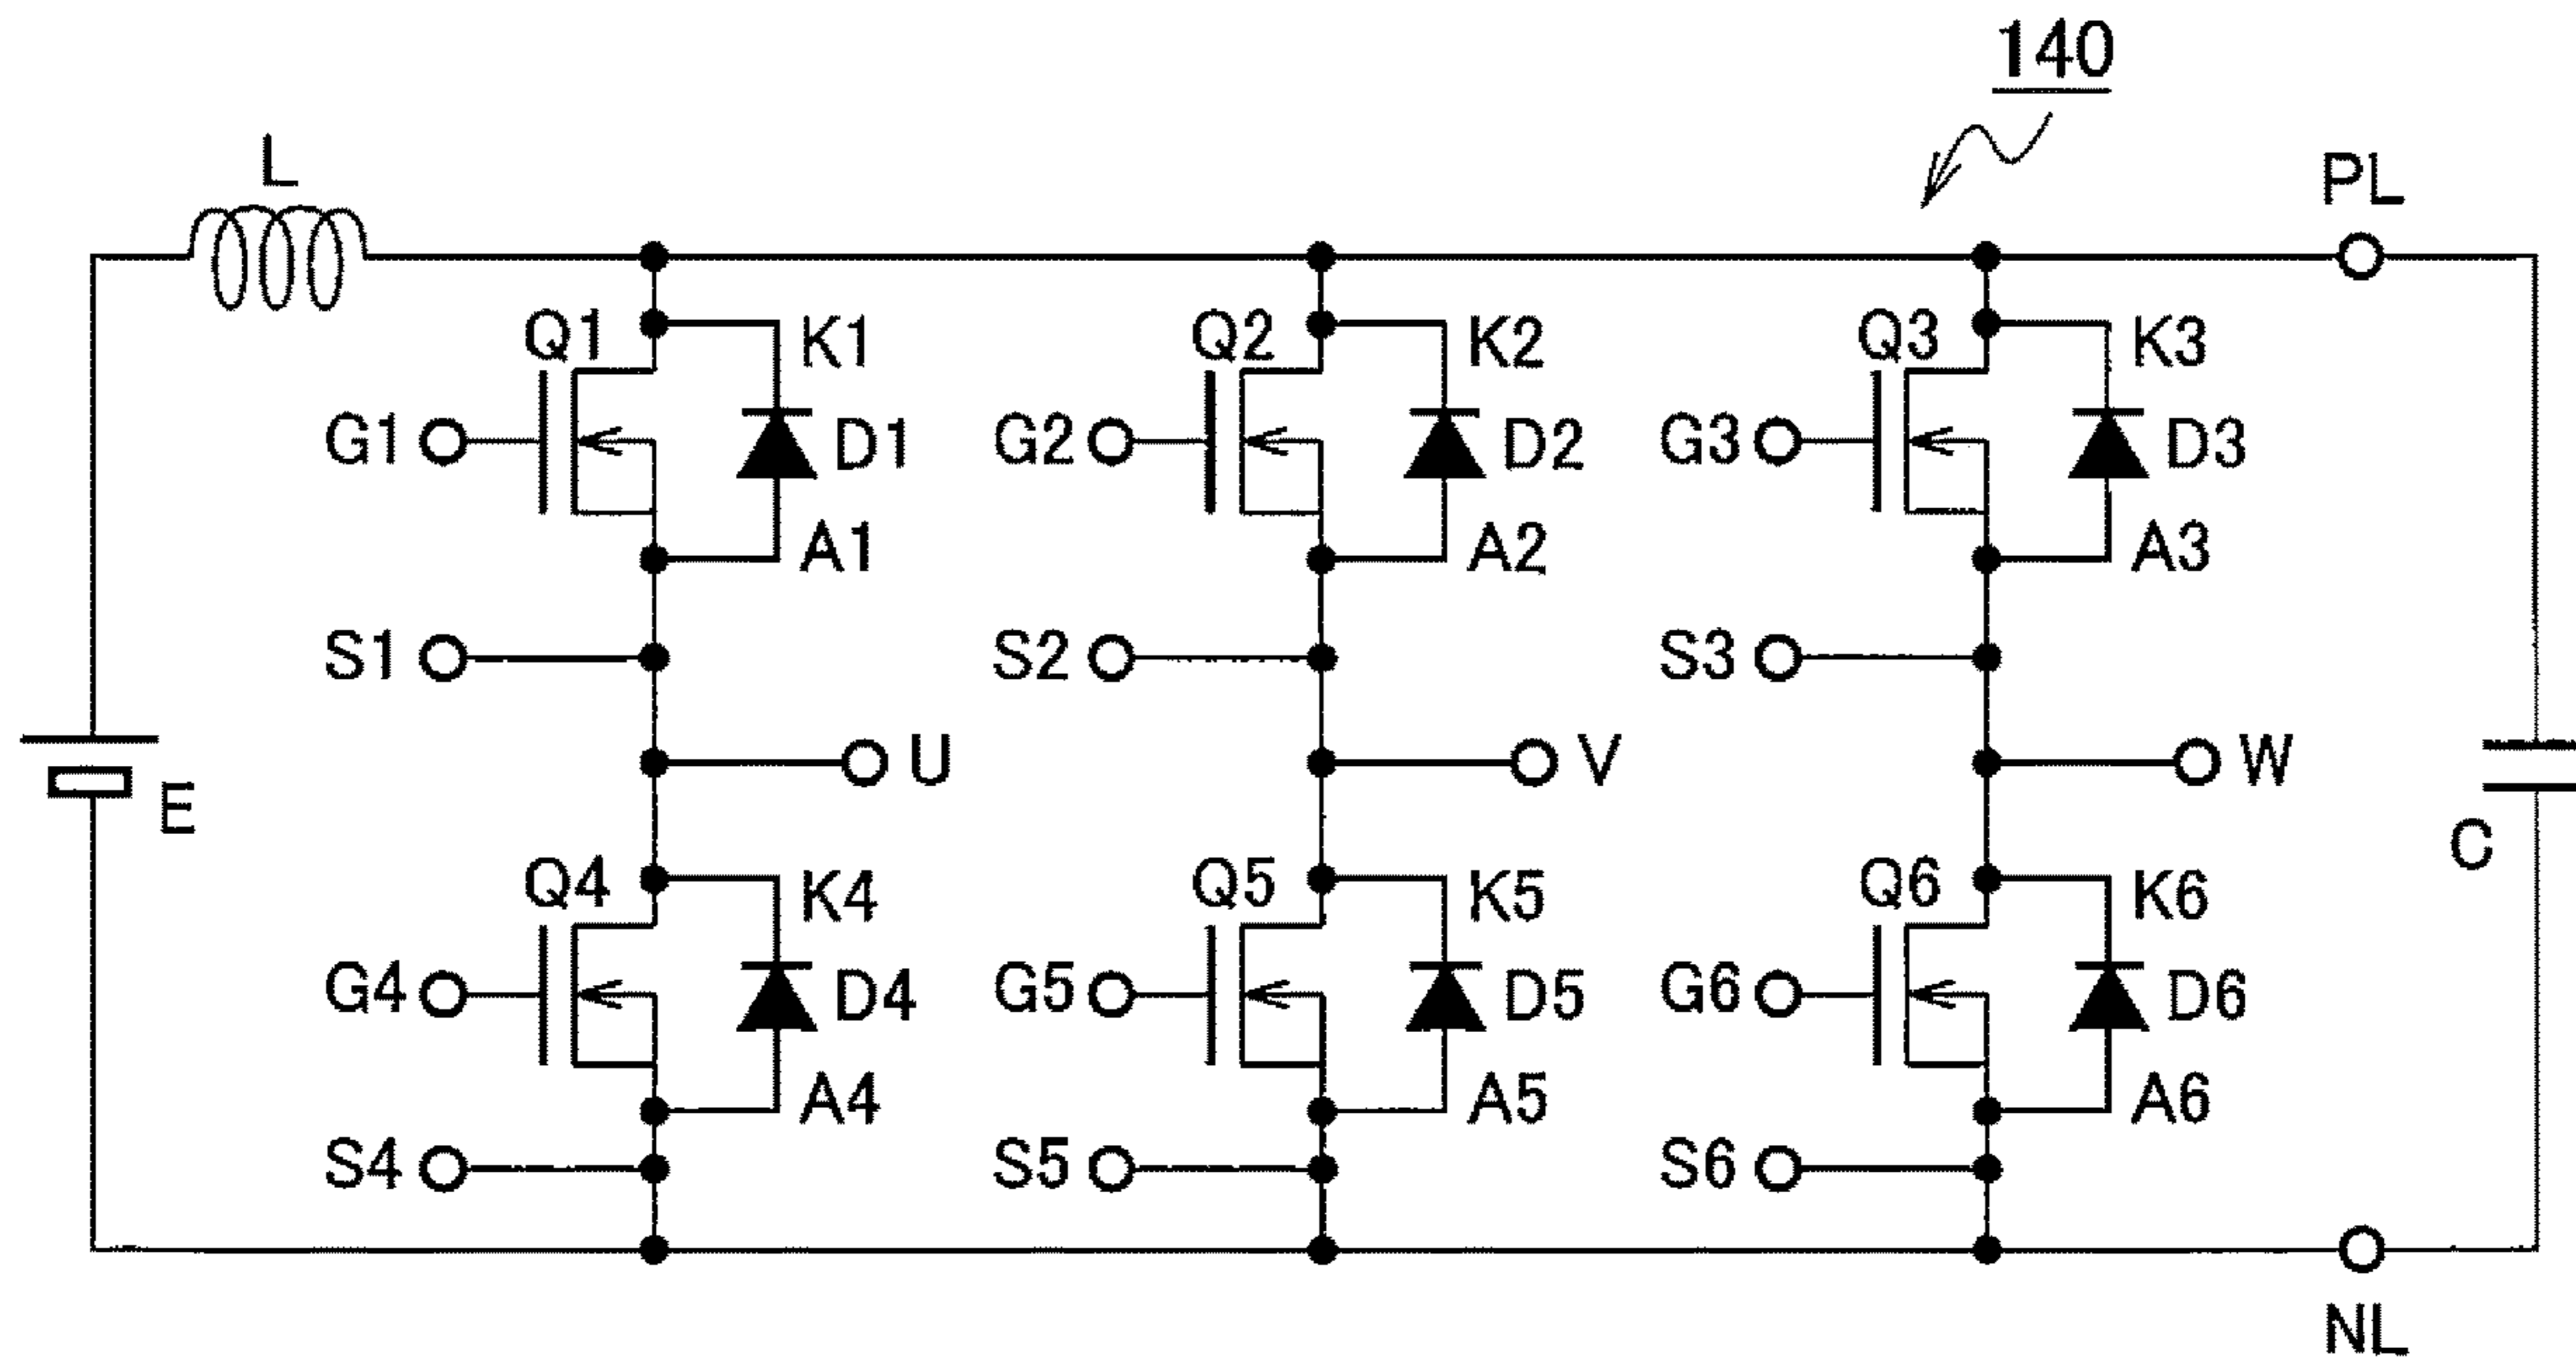 140
L
PL
Q1 K1 Q2 K2 Q3 K3
G1 D1 G2 D2 G3 D3
A1 A2 A3
S1 S2 S3
U V W
E
C
Q4 K4 Q5 K5 Q6 K6
G4 D4 G5 D5 G6 D6
A4 A5 A6
S4 S5 S6
NL